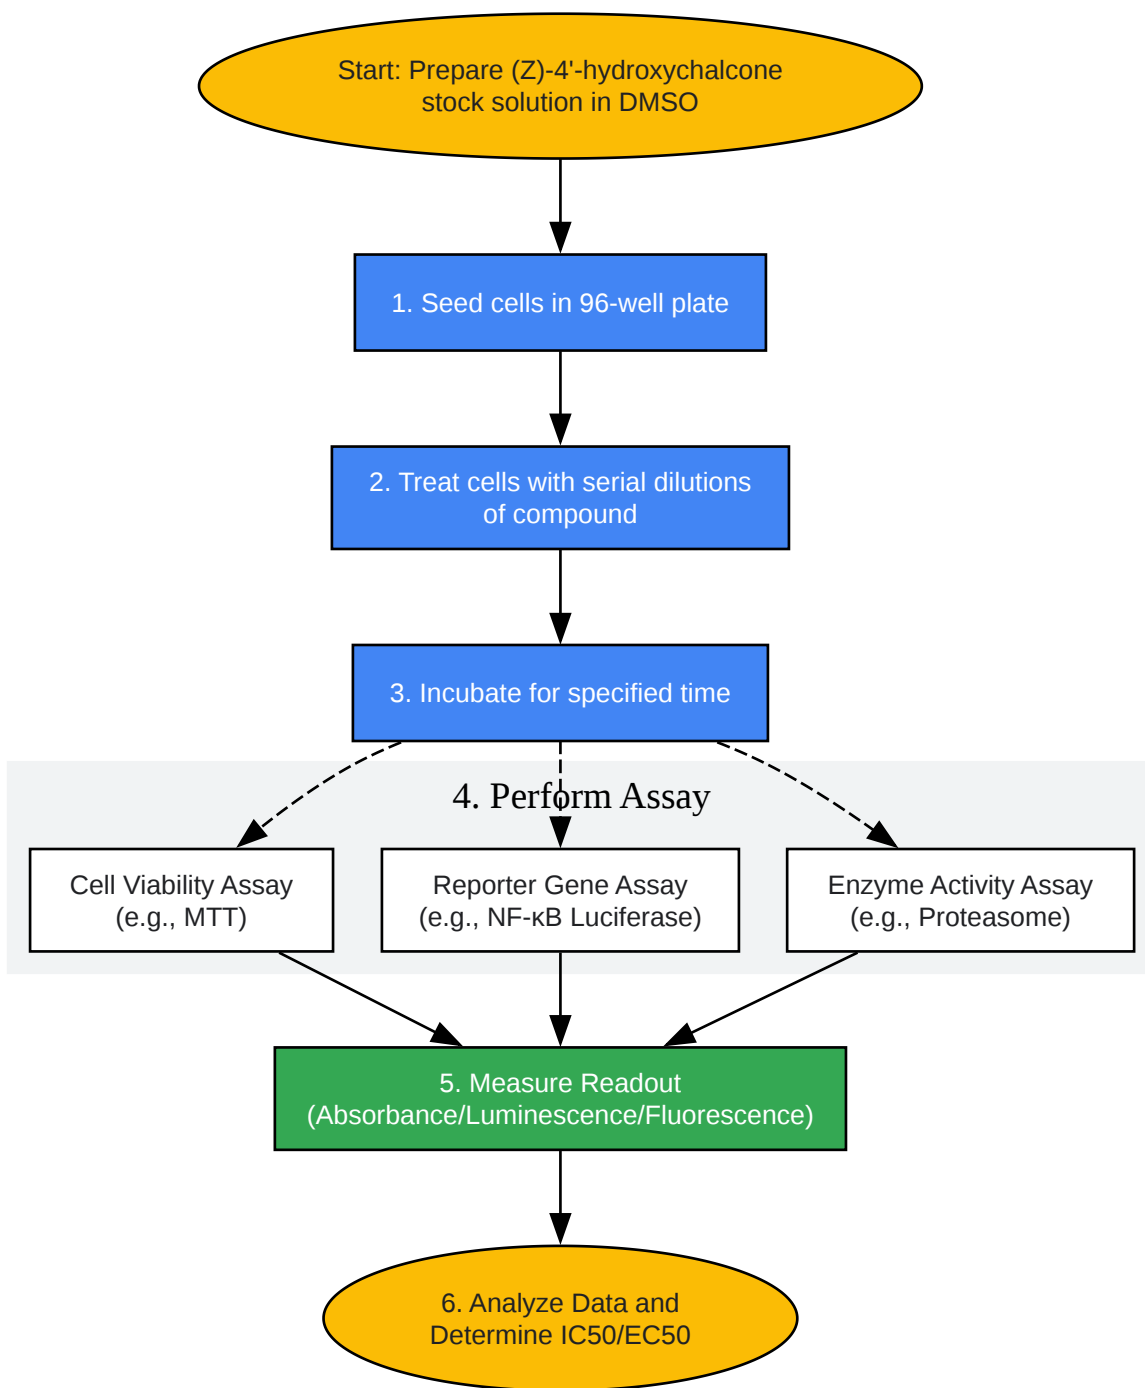 Start: Prepare (Z)-4'-hydroxychalcone
stock solution in DMSO
1. Seed cells in 96-well plate
2. Treat cells with serial dilutions
of compound
3. Incubate for specified time
4. Perform Assay
Cell Viability Assay
(e.g., MTT)
Reporter Gene Assay
(e.g., NF-κB Luciferase)
Enzyme Activity Assay
(e.g., Proteasome)
5. Measure Readout
(Absorbance/Luminescence/Fluorescence)
6. Analyze Data and
Determine IC50/EC50